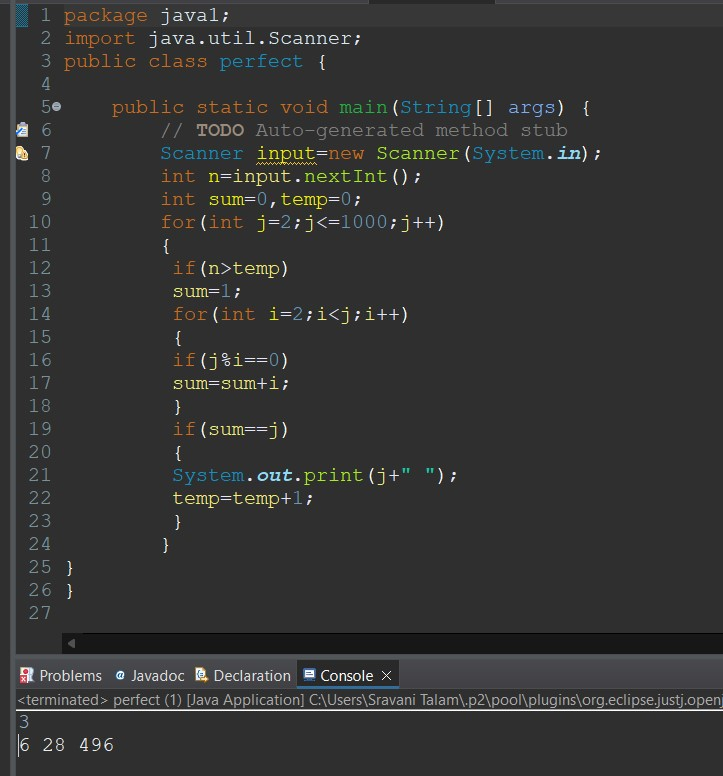 1 package java1;
2 import java.util.Scanner;
3 public class perfect {
4
5 public static void main(String[] args) {
6 // TODO Auto-generated method stub
7 Scanner input=new Scanner(System.in);
8 int n=input.nextInt();
9 int sum=0,temp=0;
10 for(int j=2;j<=1000;j++)
11 {
12 if(n>temp)
13 sum=1;
14 for(int i=2;i<j;i++)
15 {
16 if(j%i==0)
17 sum=sum+i;
18 }
19 if(sum==j)
20 {
21 System.out.print(j+" ");
22 temp=temp+1;
23 }
24 }
25 }
26 }
27
Problems Javadoc Declaration Console
<terminated> perfect (1) [Java Application] C:\Users\Sravani Talam\.p2\pool\plugins\org.eclipse.justj.openj
3
6 28 496